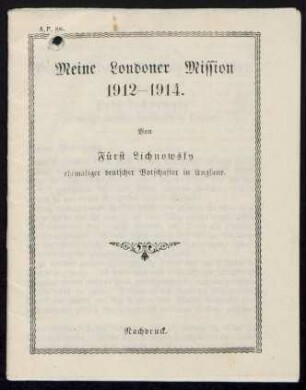 Meine Londoner Mission
1912–1914.
Von
Fürst Lichnowsky
ehemaliger deutscher Botschafter in England.
Nachdruck.